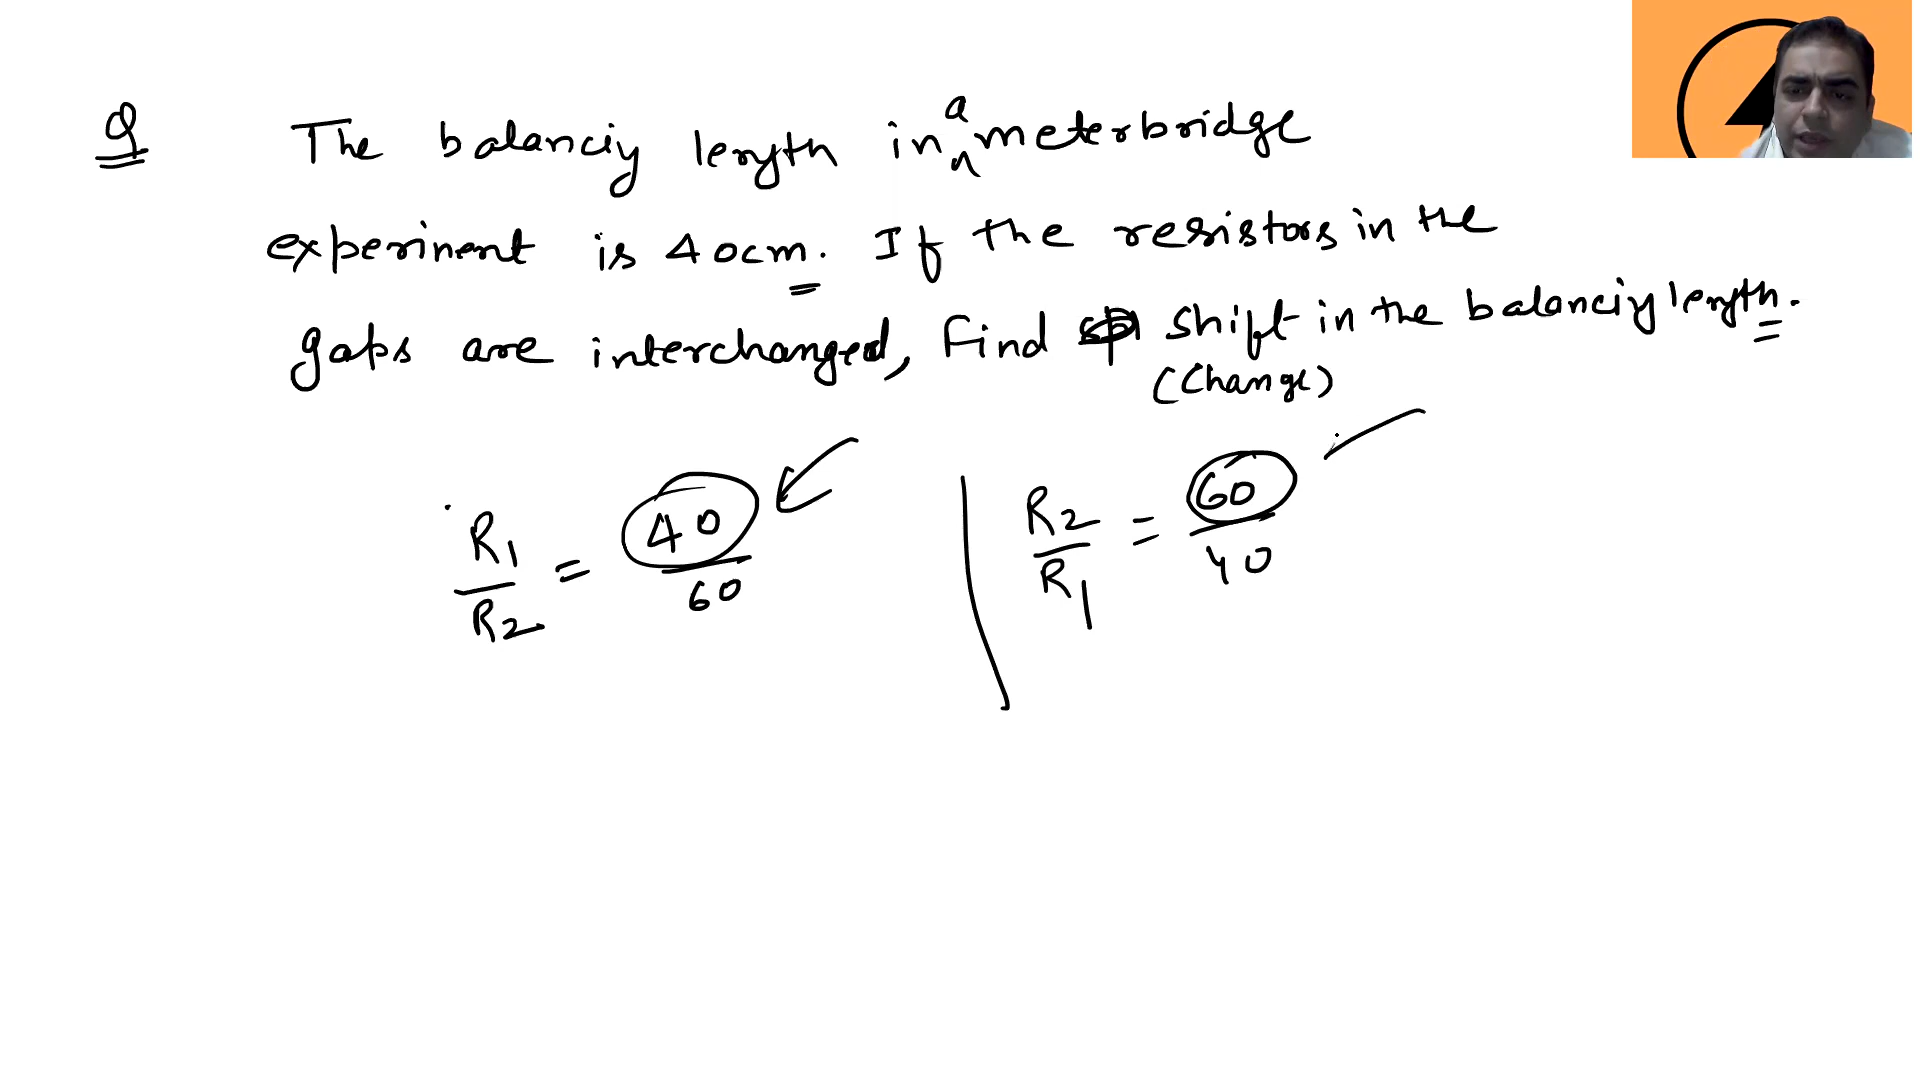 Q The balancing length in a meterbridge
experiment is 40cm. If the resistors in the
gaps are interchanged, Find shift in the balancing length.
(Change)
R1/R2 = 40/60
R2/R1 = 60/40